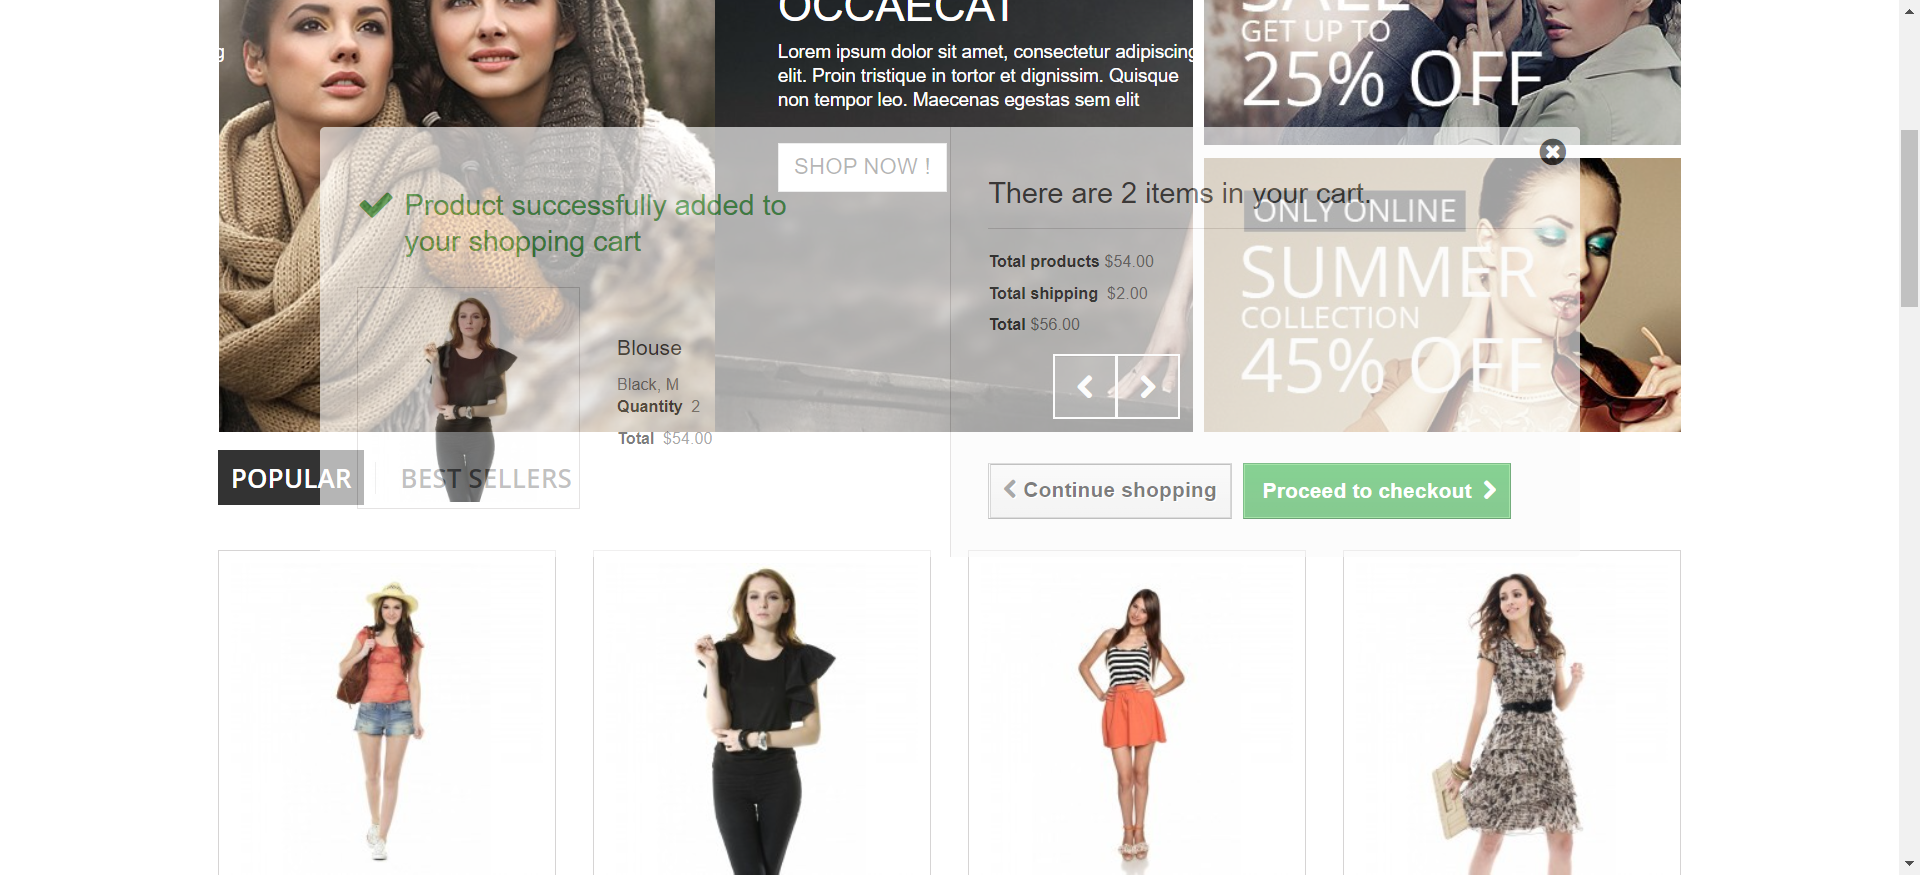 OCCAECAT
g
Lorem ipsum dolor sit amet, consectetur adipiscing
elit. Proin tristique in tortor et dignissim. Quisque
non tempor leo. Maecenas egestas sem elit
SHOP NOW !
SALE
GET UP TO
25% OFF
Product successfully added to
your shopping cart
Blouse
Black, M
Quantity 2
Total $54.00
There are 2 items in your cart.
Total products $54.00
Total shipping $2.00
Total $56.00
ONLY ONLINE
SUMMER
COLLECTION
45% OFF
Continue shopping
Proceed to checkout
POPULAR
BEST SELLERS